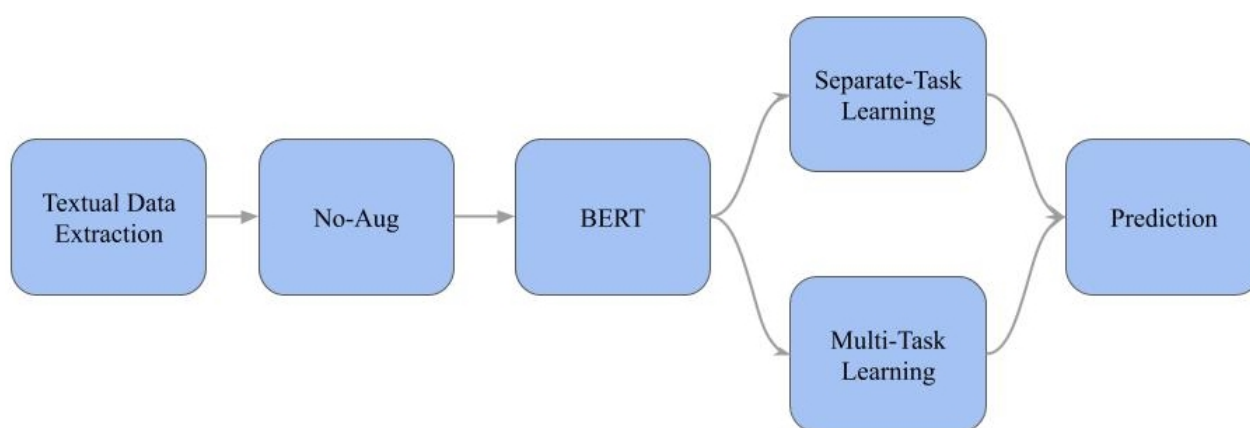 Textual Data
Extraction
No-Aug
BERT
Separate-Task
Learning
Multi-Task
Learning
Prediction